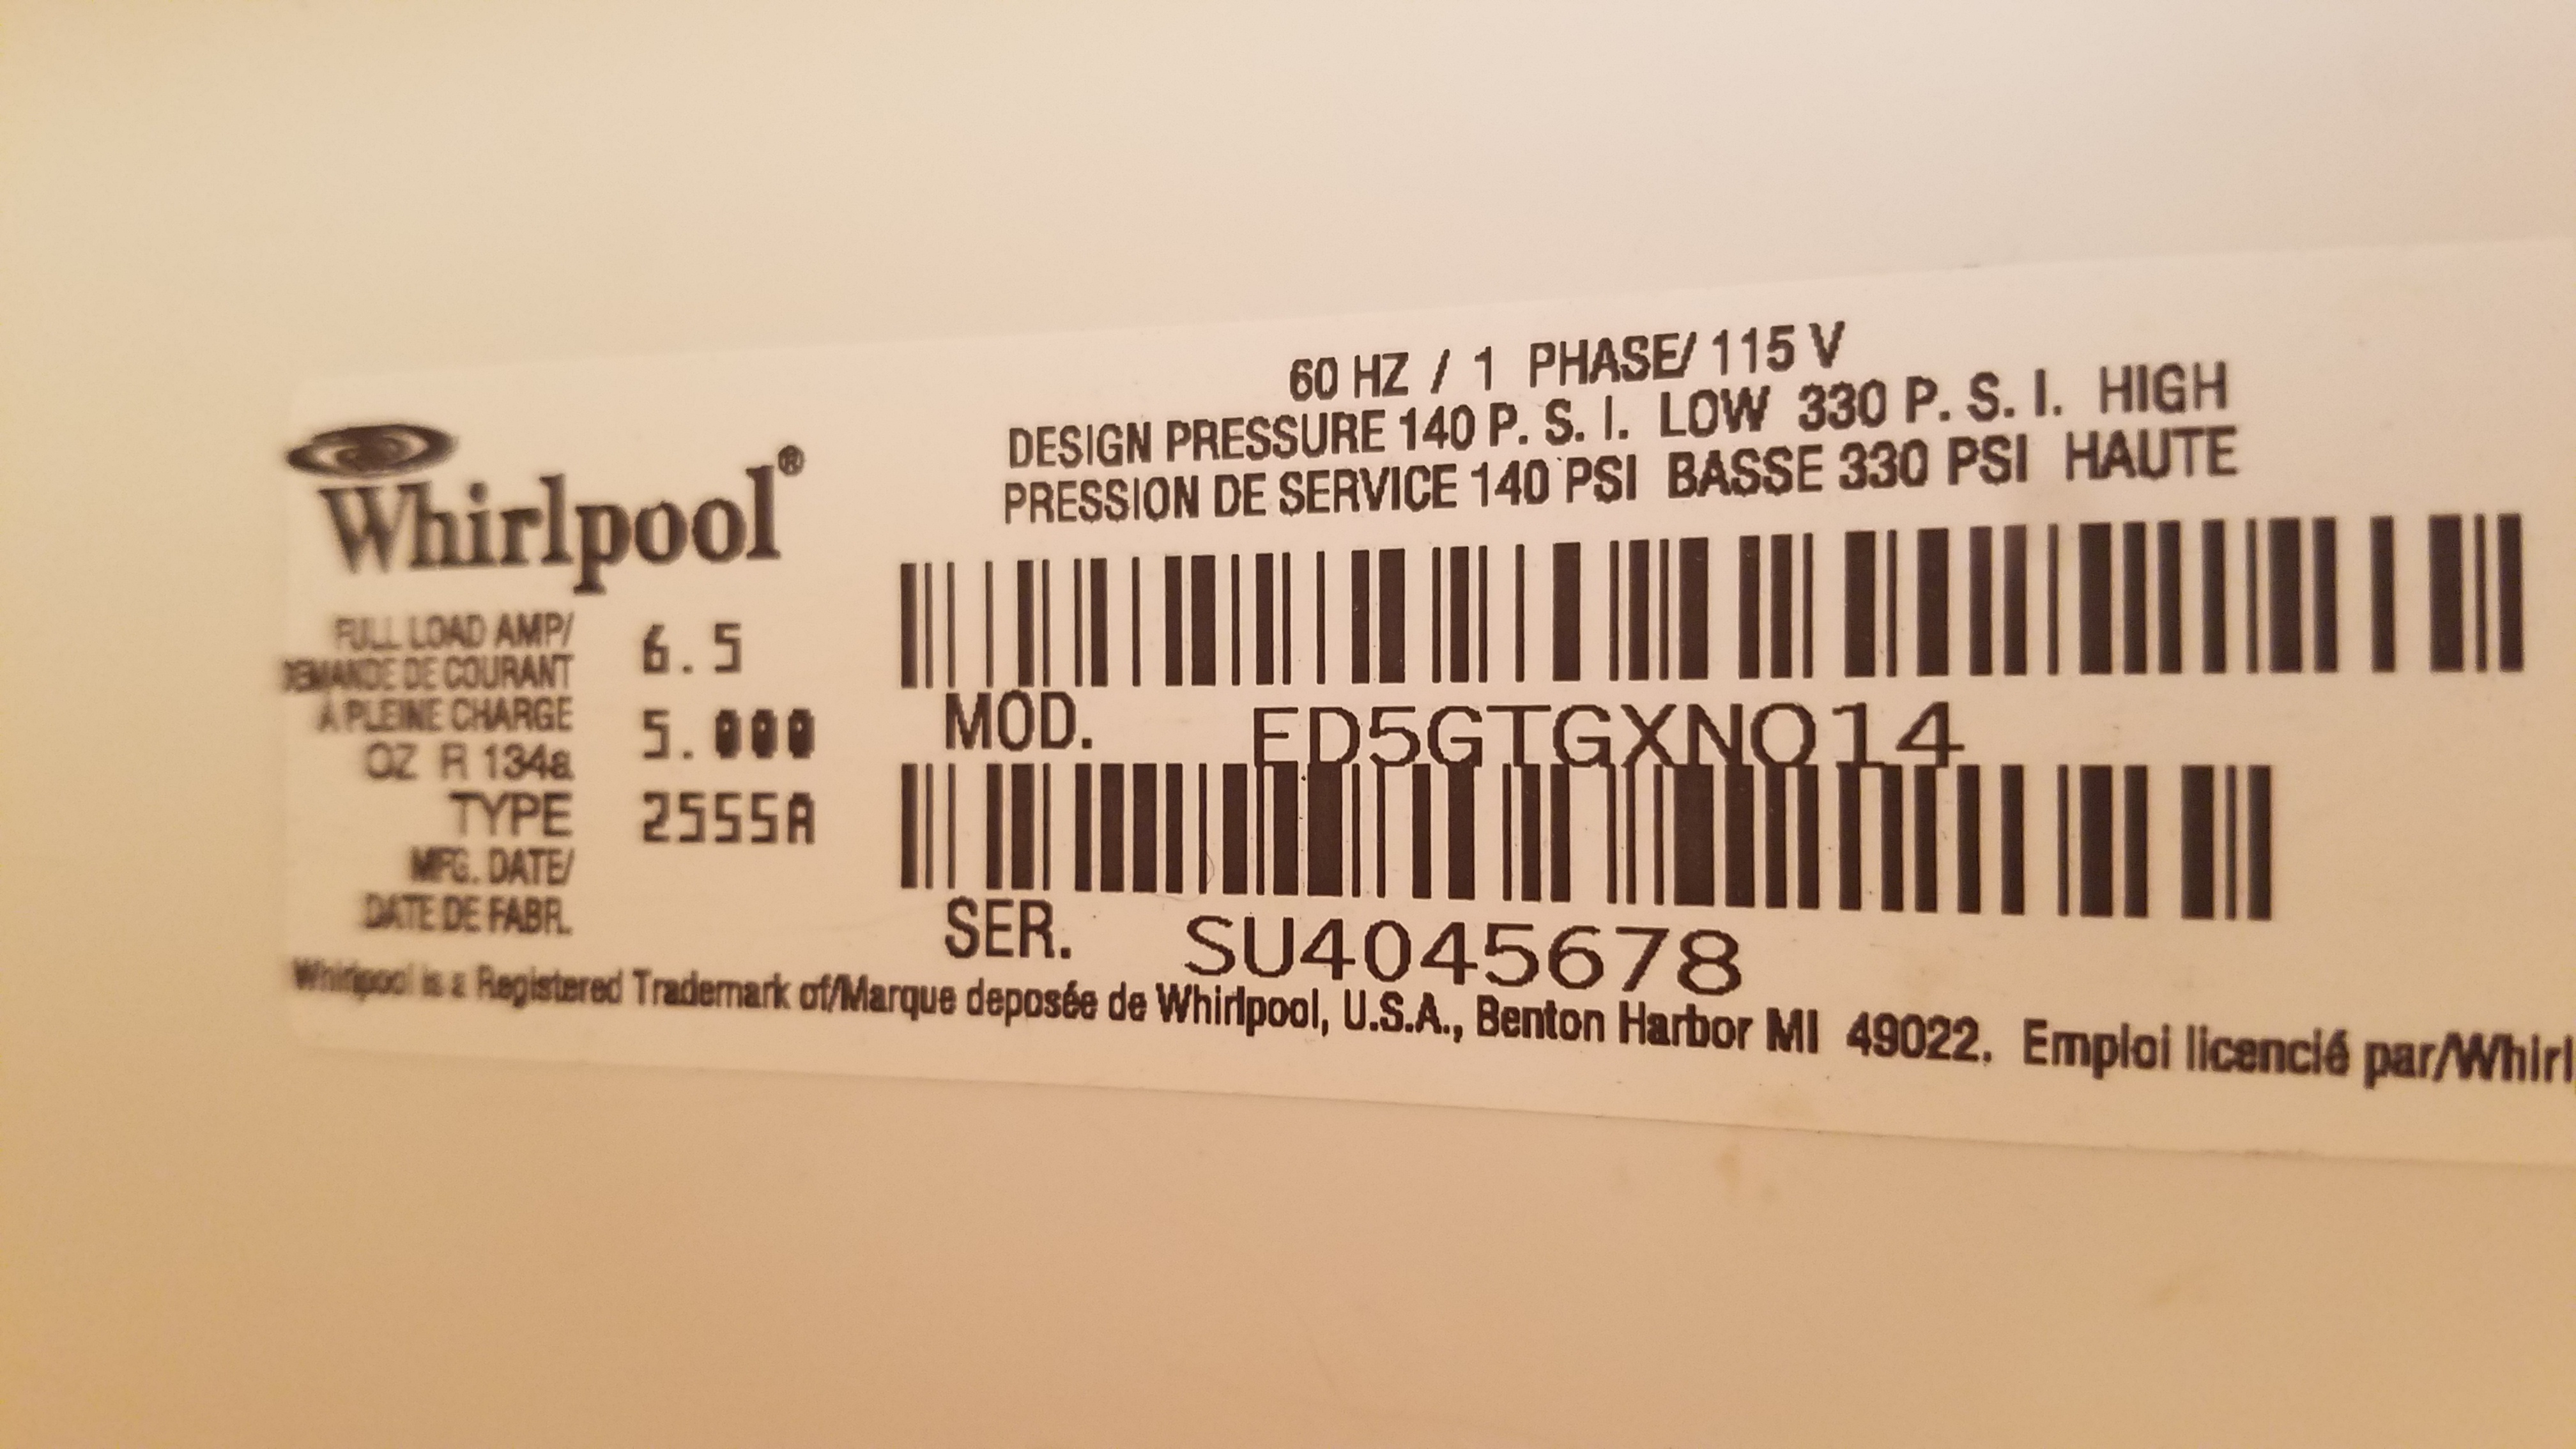 60 HZ / 1 PHASE/ 115 V
DESIGN PRESSURE 140 P. S. I. LOW 330 P. S. I. HIGH
PRESSION DE SERVICE 140 PSI BASSE 330 PSI HAUTE
Whirlpool®
FULL LOAD AMP/ 6.5
DEMANDE DE COURANT
À PLEINE CHARGE
OZ R 134a 5.000
TYPE 2555A
MFG. DATE/
DATE DE FABR.
MOD. ED5GTGXNQ14
SER. SU4045678
Whirlpool is a Registered Trademark of/Marque deposée de Whirlpool, U.S.A., Benton Harbor MI 49022. Emploi licencié par/Whirl